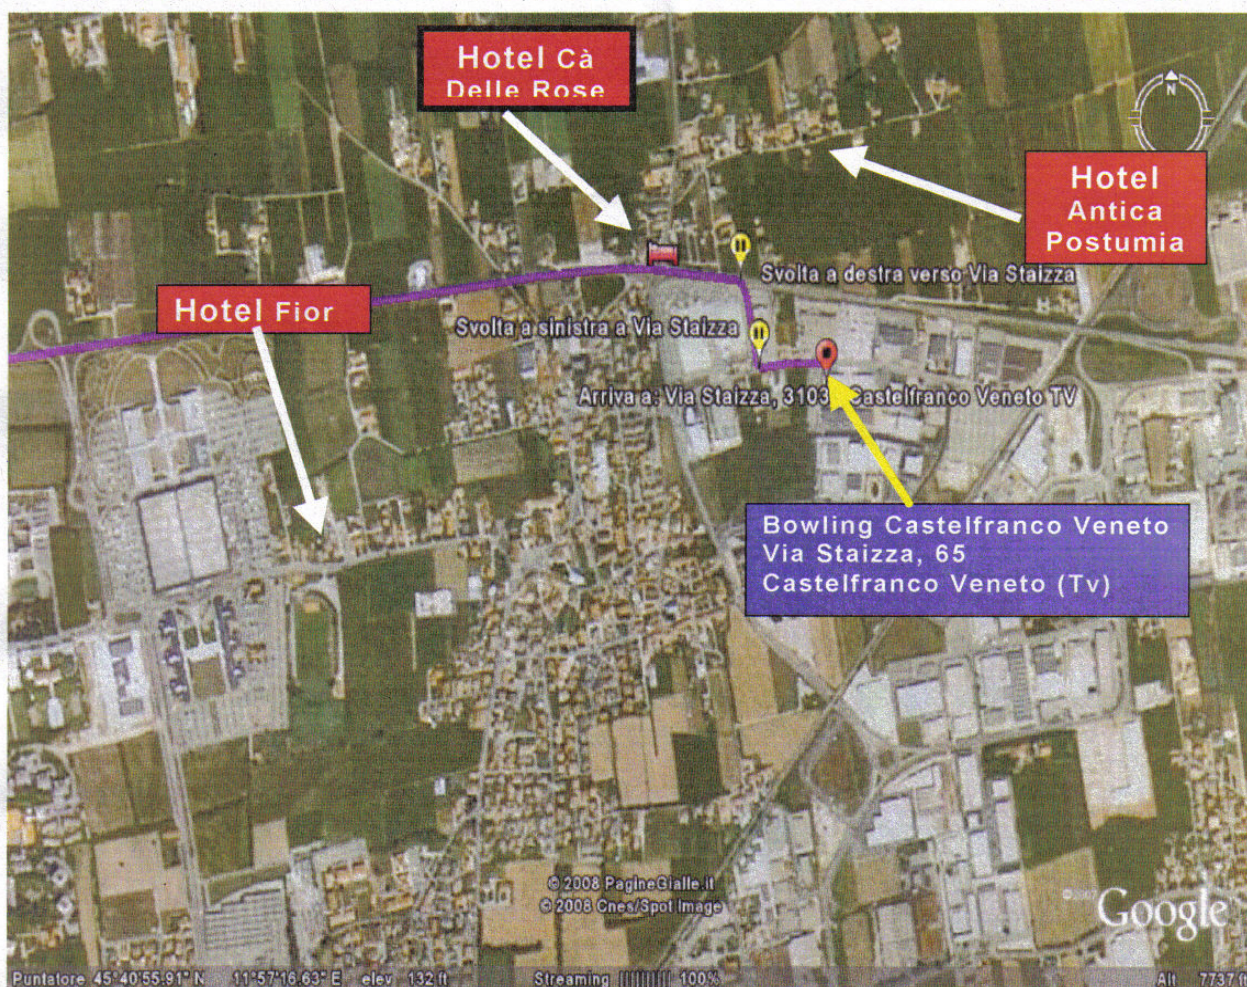 Hotel Cà
Delle Rose
N
Hotel
Antica
Postumia
Svolta a destra verso Via Staizza
Hotel Fior
Svolta a sinistra a Via Staizza
Arriva a: Via Staizza, 3103 Castelfranco Veneto TV
Bowling Castelfranco Veneto
Via Staizza, 65
Castelfranco Veneto (Tv)
© 2008 PagineGialle.it
© 2008 Cnes/Spot Image
Google
Puntatore 45°40'55.91" N 11°57'16.63" E elev 132 ft Streaming |||||||||| 100% Alt 7737 ft